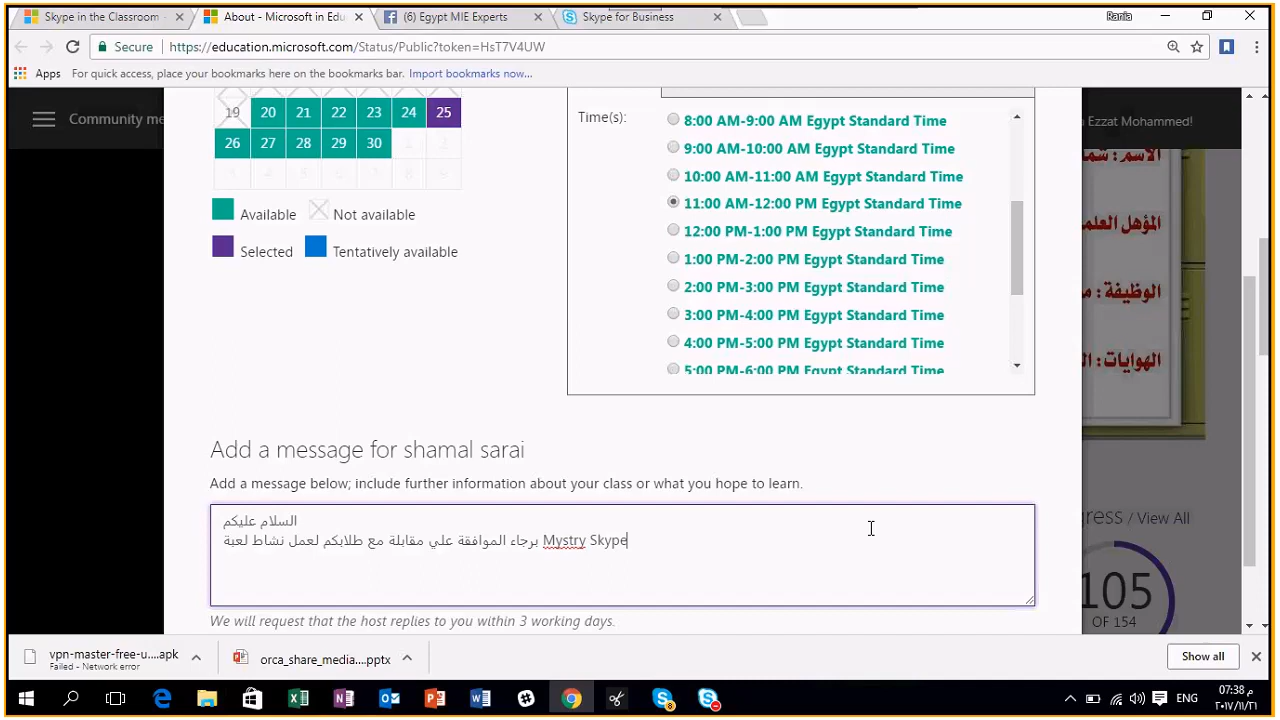 Skype in the Classroom
About - Microsoft in Edu
(6) Egypt MIE Experts
Skype for Business
Rania
Secure
https://education.microsoft.com/Status/Public?token=HsT7V4UW
Apps
For quick access, place your bookmarks here on the bookmarks bar.
Import bookmarks now...
Community me
Ezzat Mohammed!
19 20 21 22 23 24 25
26 27 28 29 30 1 2
Available
Not available
Selected
Tentatively available
Time(s):
8:00 AM-9:00 AM Egypt Standard Time
9:00 AM-10:00 AM Egypt Standard Time
10:00 AM-11:00 AM Egypt Standard Time
11:00 AM-12:00 PM Egypt Standard Time
12:00 PM-1:00 PM Egypt Standard Time
1:00 PM-2:00 PM Egypt Standard Time
2:00 PM-3:00 PM Egypt Standard Time
3:00 PM-4:00 PM Egypt Standard Time
4:00 PM-5:00 PM Egypt Standard Time
5:00 PM-6:00 PM Egypt Standard Time
الاسم: شم
المؤهل العلم
الوظيفة : م
الهوايات: ال
Add a message for shamal sarai
Add a message below; include further information about your class or what you hope to learn.
السلام عليكم
برجاء الموافقة علي مقابلة مع طلابكم لعمل نشاط لعبة Mystry Skype
We will request that the host replies to you within 3 working days.
gress / View All
105
OF 154
vpn-master-free-u....apk
Failed - Network error
orca_share_media....pptx
Show all
ENG
07:38 م
٢٠١٧/١١/٢١